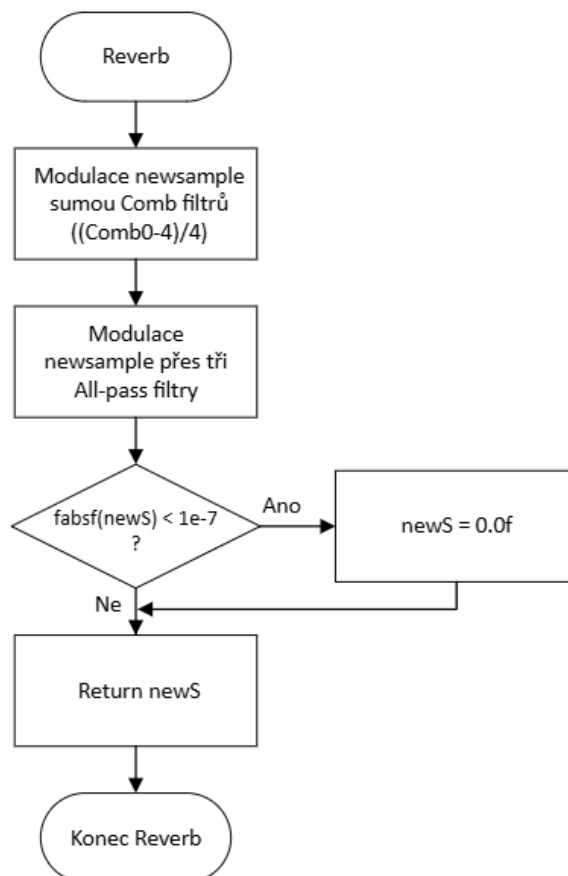 Reverb
Modulace newsample
sumou Comb filtrů
((Comb0-4)/4)
Modulace
newsample přes tři
All-pass filtry
fabsf(newS) < 1e-7
?
Ano
newS = 0.0f
Ne
Return newS
Konec Reverb